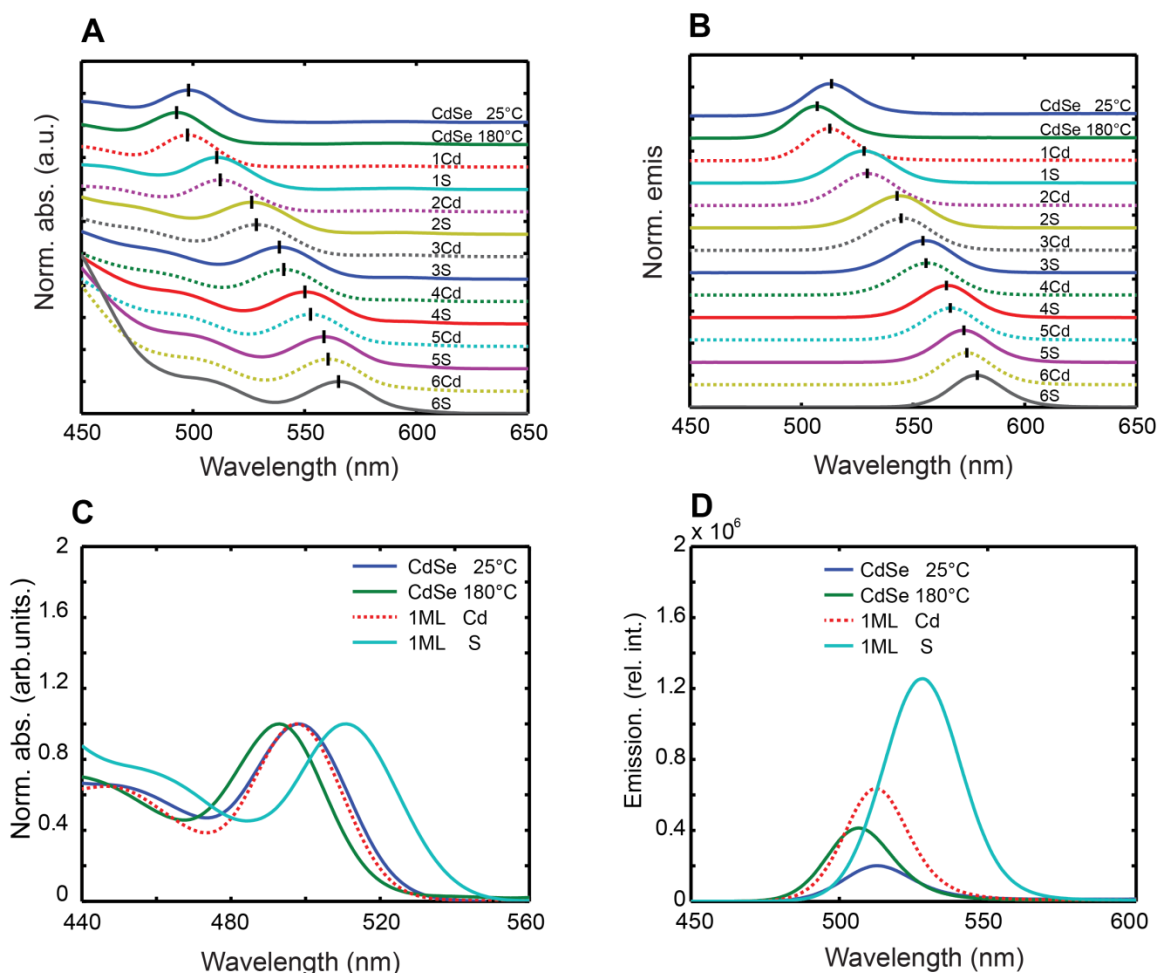 A
Norm. abs. (a.u.)
CdSe 25°C
CdSe 180°C
1Cd
1S
2Cd
2S
3Cd
3S
4Cd
4S
5Cd
5S
6Cd
6S
450 500 550 600 650
Wavelength (nm)
B
Norm. emis
CdSe 25°C
CdSe 180°C
1Cd
1S
2Cd
2S
3Cd
3S
4Cd
4S
5Cd
5S
6Cd
6S
450 500 550 600 650
Wavelength (nm)
C
Norm. abs. (arb.units.)
2
1.6
1.2
0.8
0.4
0
CdSe 25°C
CdSe 180°C
1ML Cd
1ML S
440 480 520 560
Wavelength (nm)
D
x 10⁶
Emission. (rel. int.)
2
1.6
1.2
0.8
0.4
0
CdSe 25°C
CdSe 180°C
1ML Cd
1ML S
450 500 550 600
Wavelength (nm)